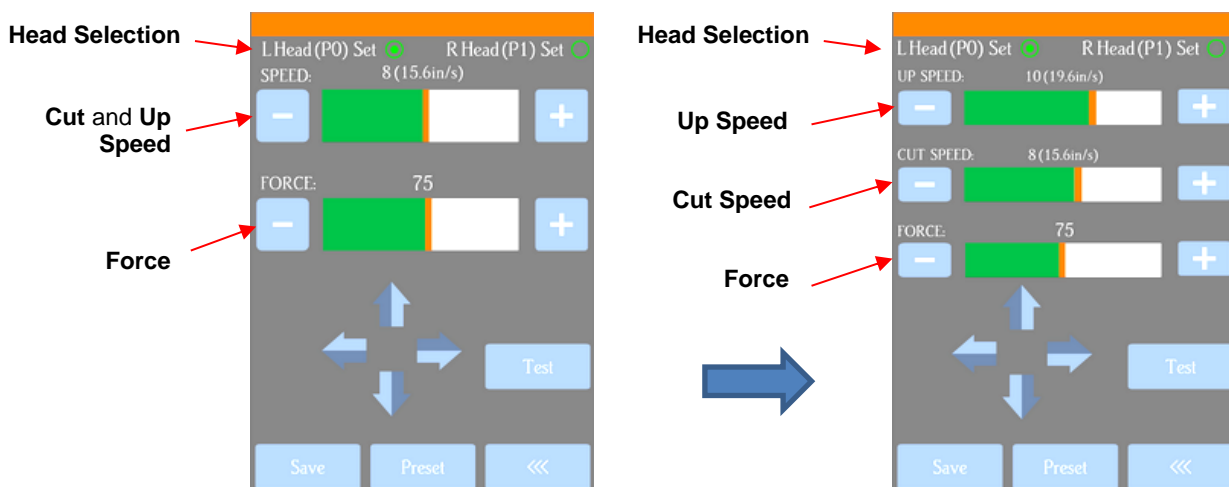 Head Selection
L Head (P0) Set R Head (P1) Set
SPEED: 8 (15.6in/s)
Cut and Up
Speed
FORCE: 75
Force
Test
Save Preset <<<
Head Selection
L Head (P0) Set R Head (P1) Set
UP SPEED: 10 (19.6in/s)
Up Speed
CUT SPEED: 8 (15.6in/s)
Cut Speed
FORCE: 75
Force
Test
Save Preset <<<